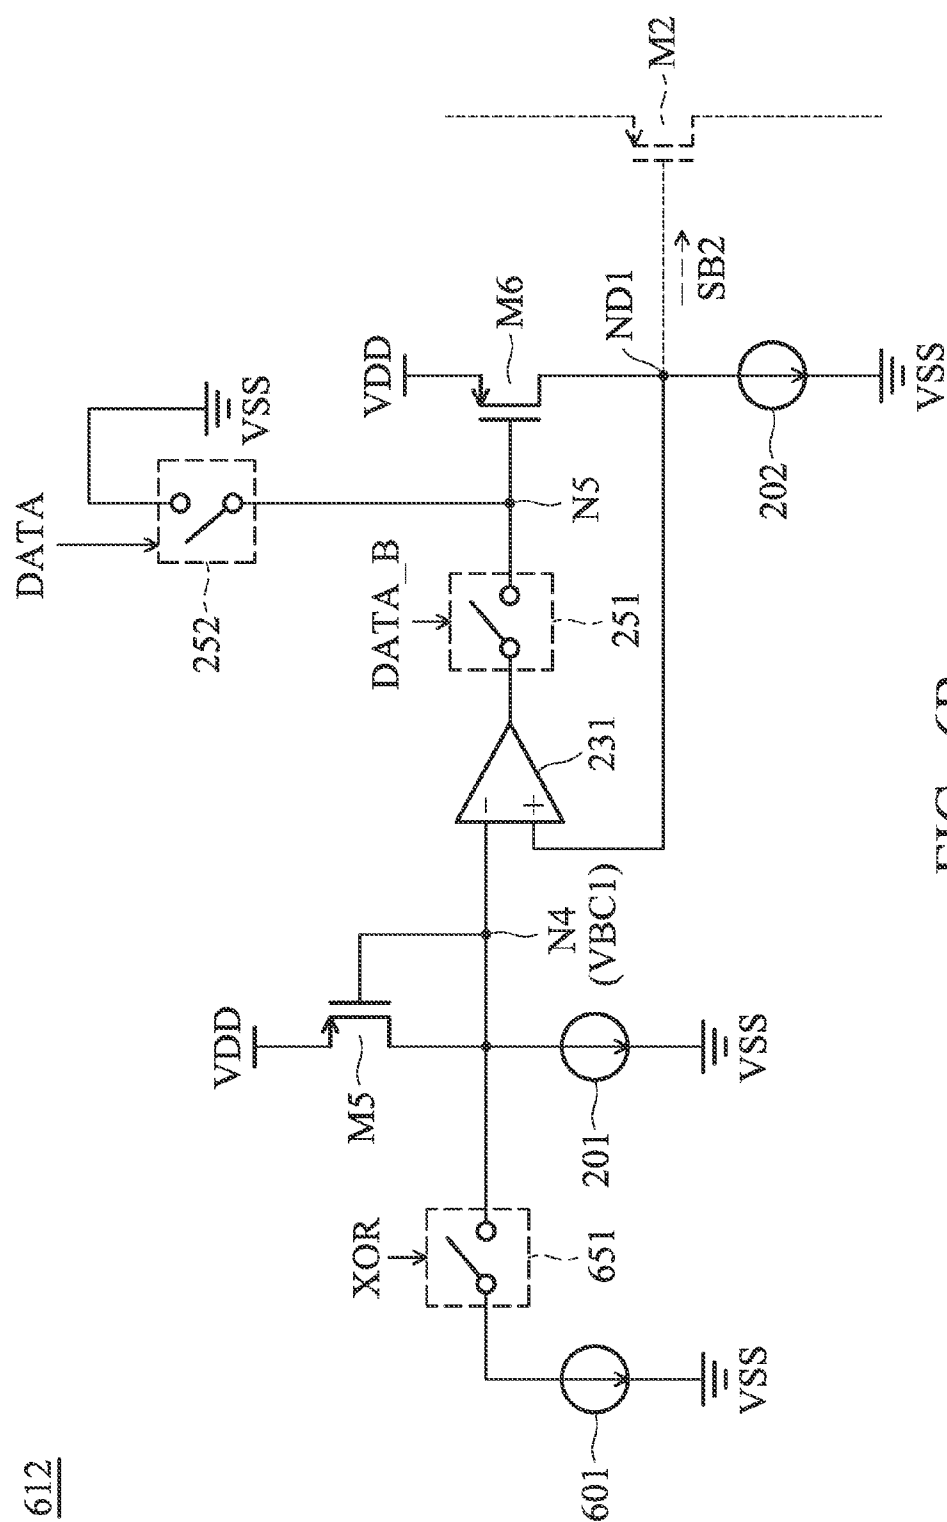 612
DATA
252
VSS
DATA_B
251
VDD
M6
N5
ND1
SB2
M2
202
VSS
231
N4
(VBC1)
VDD
M5
201
VSS
XOR
651
601
VSS